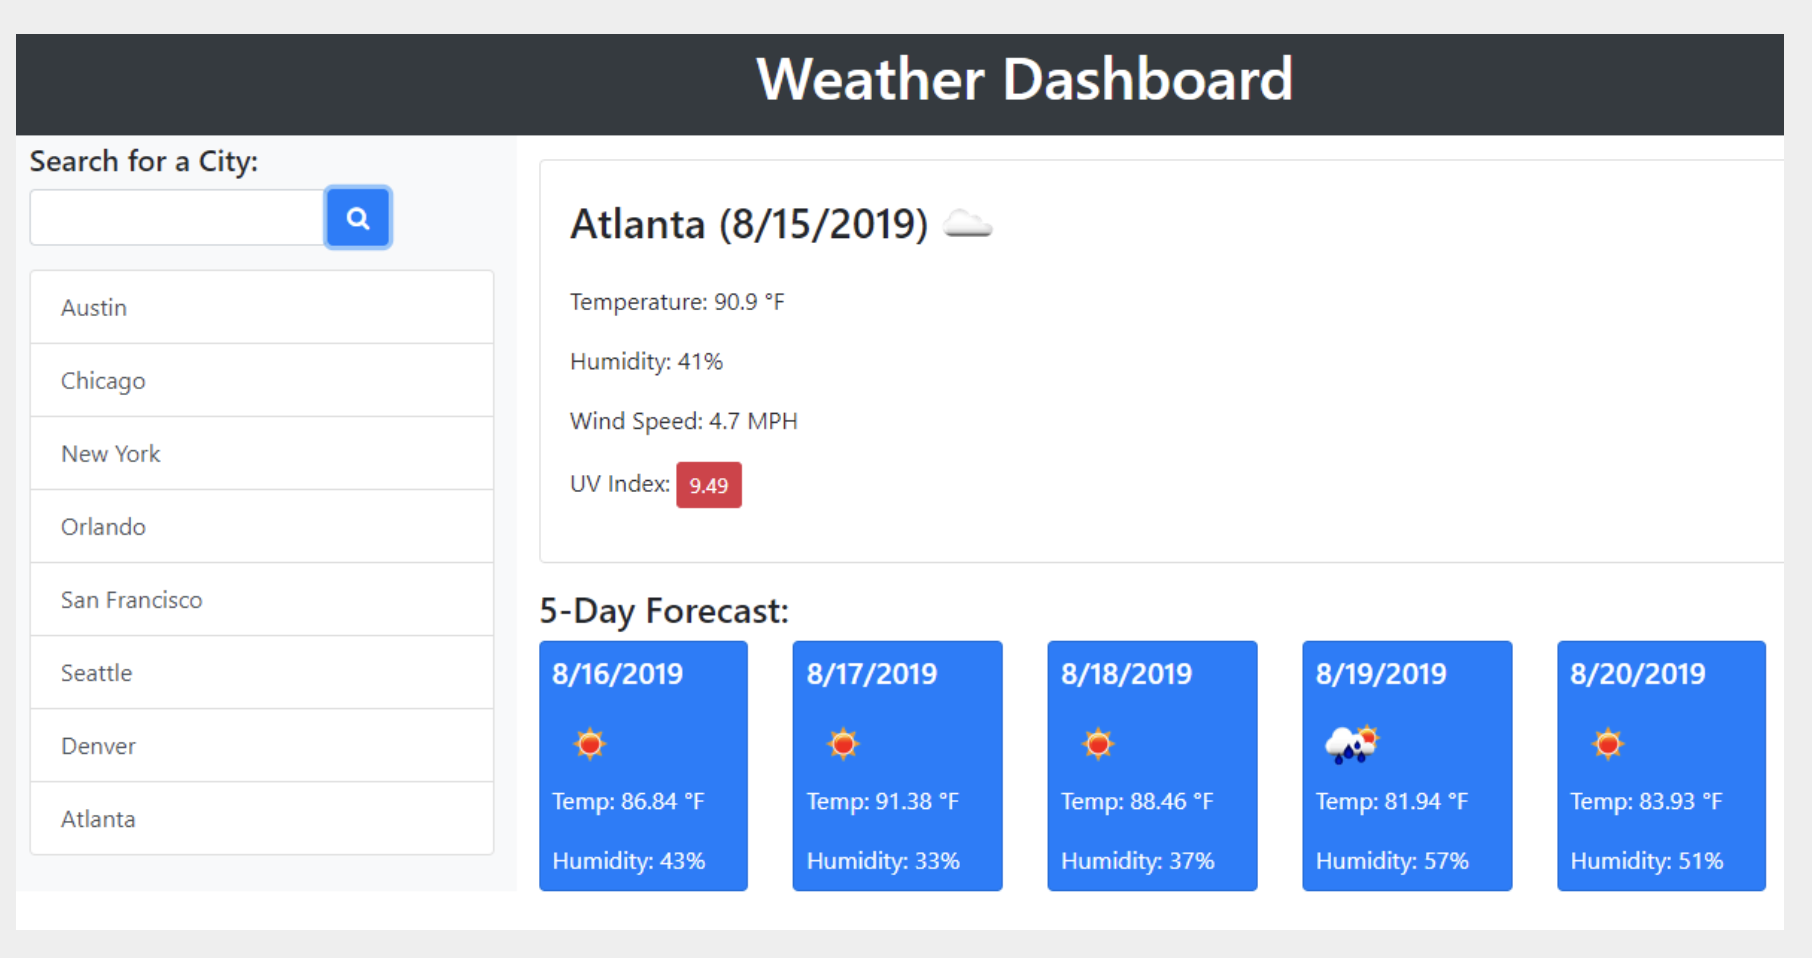 Weather Dashboard
Search for a City:
Austin
Chicago
New York
Orlando
San Francisco
Seattle
Denver
Atlanta
Atlanta (8/15/2019)
Temperature: 90.9 °F
Humidity: 41%
Wind Speed: 4.7 MPH
UV Index: 9.49
5-Day Forecast:
8/16/2019
Temp: 86.84 °F
Humidity: 43%
8/17/2019
Temp: 91.38 °F
Humidity: 33%
8/18/2019
Temp: 88.46 °F
Humidity: 37%
8/19/2019
Temp: 81.94 °F
Humidity: 57%
8/20/2019
Temp: 83.93 °F
Humidity: 51%